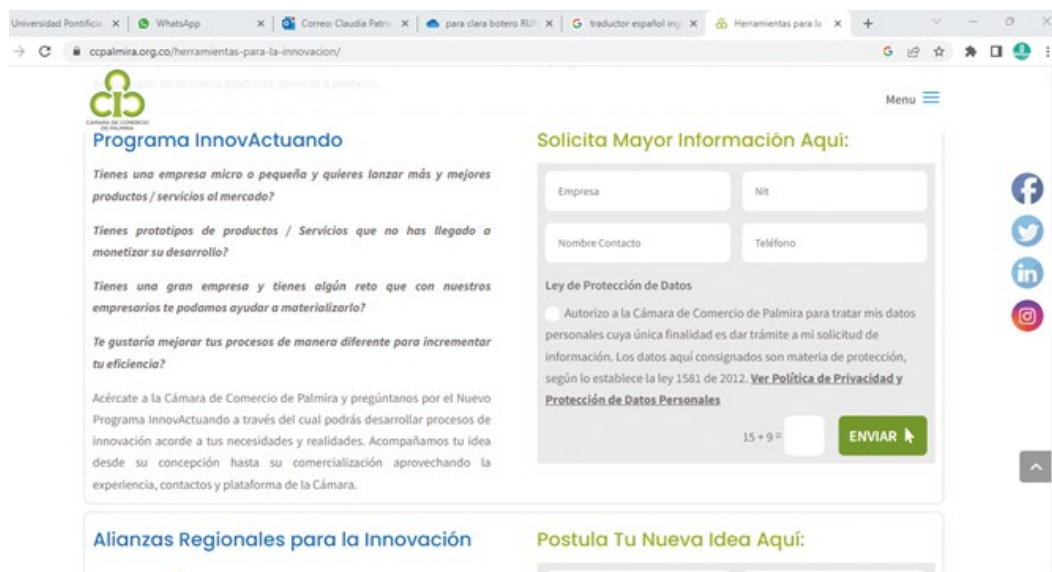 Universidad Pontificia
WhatsApp
Correo: Claudia Patric
para clara botero RUN
traductor español ing
Herramientas para la
ccpalmira.org.co/herramientas-para-la-innovacion/
de tu nuevo producto, servicio o proceso.
CÁMARA DE COMERCIO
DE PALMIRA
Menu
Programa InnovActuando
Tienes una empresa micro o pequeña y quieres lanzar más y mejores
productos / servicios al mercado?
Tienes prototipos de productos / Servicios que no has llegado a
monetizar su desarrollo?
Tienes una gran empresa y tienes algún reto que con nuestros
empresarios te podamos ayudar a materializarlo?
Te gustaría mejorar tus procesos de manera diferente para incrementar
tu eficiencia?
Acércate a la Cámara de Comercio de Palmira y pregúntanos por el Nuevo
Programa InnovActuando a través del cual podrás desarrollar procesos de
innovación acorde a tus necesidades y realidades. Acompañamos tu idea
desde su concepción hasta su comercialización aprovechando la
experiencia, contactos y plataforma de la Cámara.
Solicita Mayor Información Aquí:
Empresa
Nit
Nombre Contacto
Teléfono
Ley de Protección de Datos
Autorizo a la Cámara de Comercio de Palmira para tratar mis datos
personales cuya única finalidad es dar trámite a mi solicitud de
información. Los datos aquí consignados son materia de protección,
según lo establece la ley 1581 de 2012. Ver Política de Privacidad y
Protección de Datos Personales
15 + 9 =
ENVIAR
Alianzas Regionales para la Innovación
Postula Tu Nueva Idea Aquí: